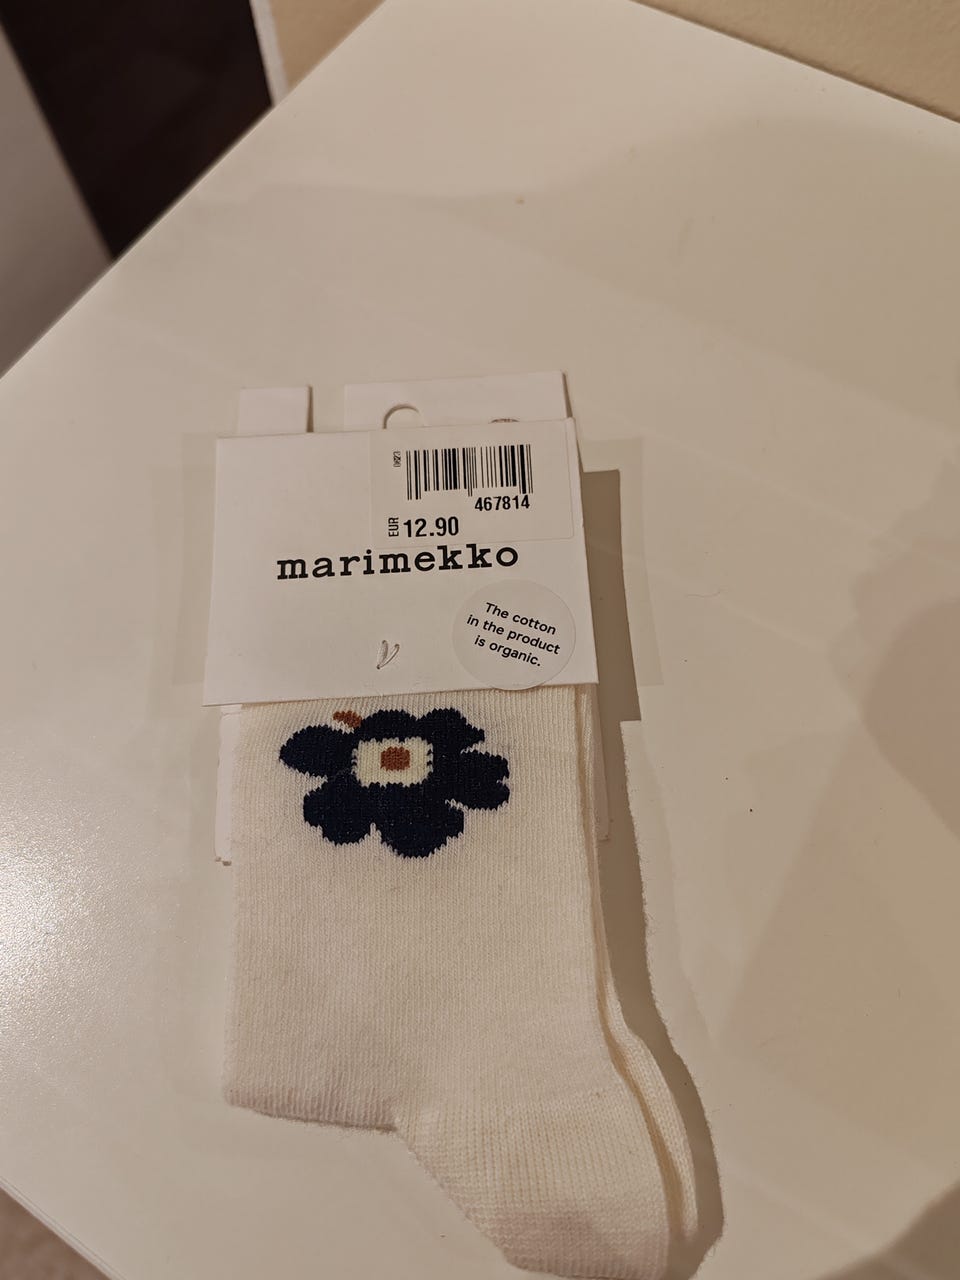 467814
EUR 12.90
marimekko
The cotton
in the product
is organic.